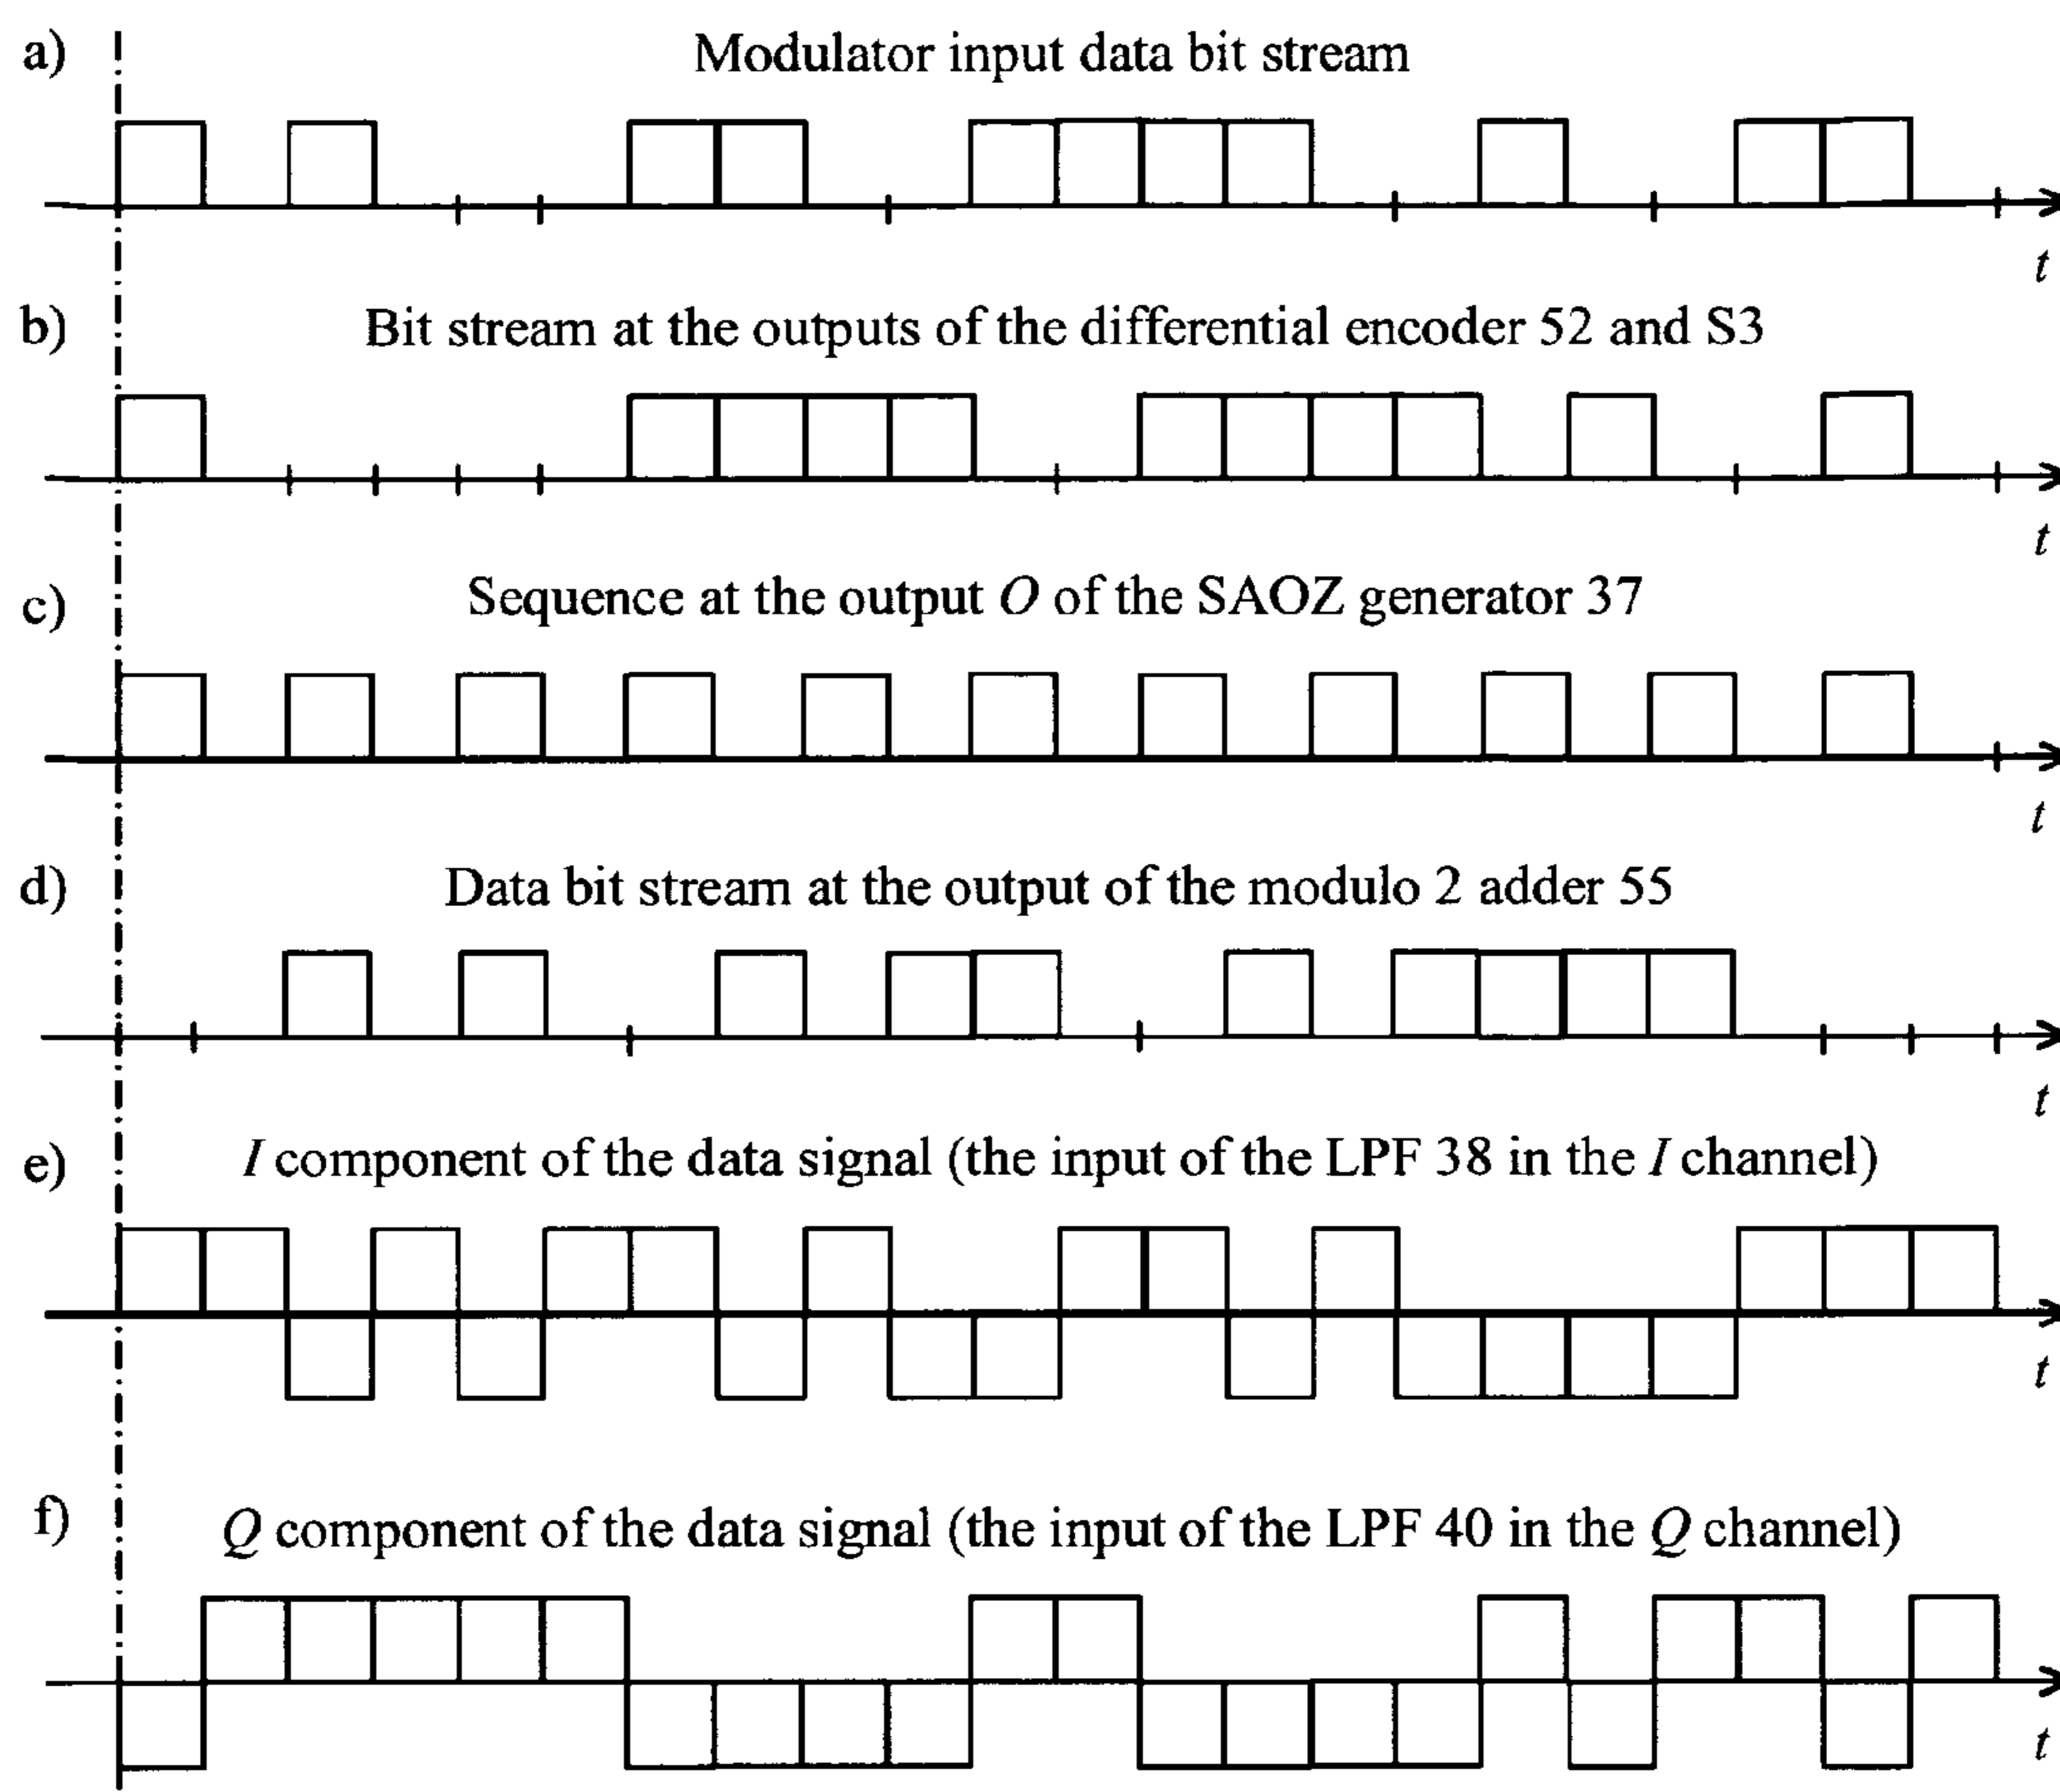 a) Modulator input data bit stream
t
b) Bit stream at the outputs of the differential encoder 52 and S3
t
c) Sequence at the output O of the SAOZ generator 37
t
d) Data bit stream at the output of the modulo 2 adder 55
t
e) I component of the data signal (the input of the LPF 38 in the I channel)
t
f) Q component of the data signal (the input of the LPF 40 in the Q channel)
t